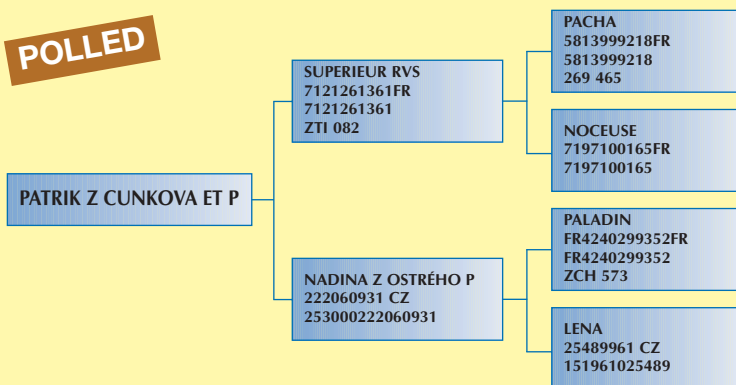 POLLED
PATRIK Z CUNKOVA ET P
SUPERIEUR RVS
7121261361FR
7121261361
ZTI 082
NADINA Z OSTRÉHO P
222060931 CZ
253000222060931
PACHA
5813999218FR
5813999218
269 465
NOCEUSE
7197100165FR
7197100165
PALADIN
FR4240299352FR
FR4240299352
ZCH 573
LENA
25489961 CZ
151961025489